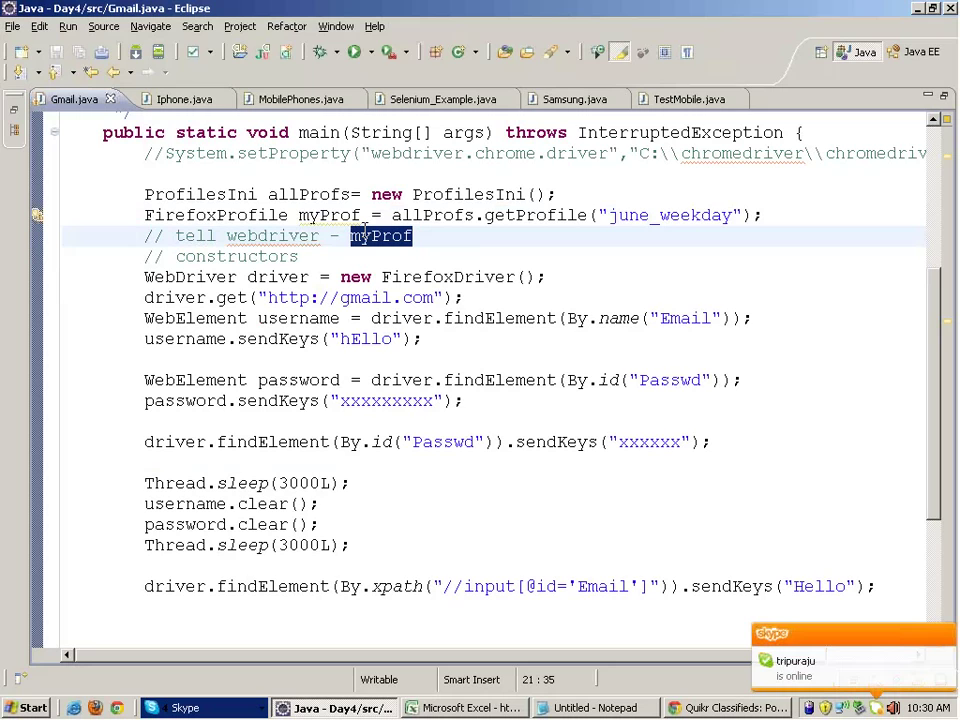 Java - Day4/src/Gmail.java - Eclipse
File Edit Run Source Navigate Search Project Refactor Window Help
Java Java EE
Gmail.java Iphone.java MobilePhones.java Selenium_Example.java Samsung.java TestMobile.java
*/
public static void main(String[] args) throws InterruptedException {
//System.setProperty("webdriver.chrome.driver","C:\\chromedriver\\chromedriv
ProfilesIni allProfs= new ProfilesIni();
FirefoxProfile myProf = allProfs.getProfile("june_weekday");
// tell webdriver - myProf
// constructors
WebDriver driver = new FirefoxDriver();
driver.get("http://gmail.com");
WebElement username = driver.findElement(By.name("Email"));
username.sendKeys("hEllo");
WebElement password = driver.findElement(By.id("Passwd"));
password.sendKeys("xxxxxxxxx");
driver.findElement(By.id("Passwd")).sendKeys("xxxxxx");
Thread.sleep(3000L);
username.clear();
password.clear();
Thread.sleep(3000L);
driver.findElement(By.xpath("//input[@id='Email']")).sendKeys("Hello");
skype
tripuraju
is online
Writable Smart Insert 21 : 35
Start Skype Java - Day4/src/... Microsoft Excel - ht... Untitled - Notepad Quikr Classifieds: Po... 10:30 AM